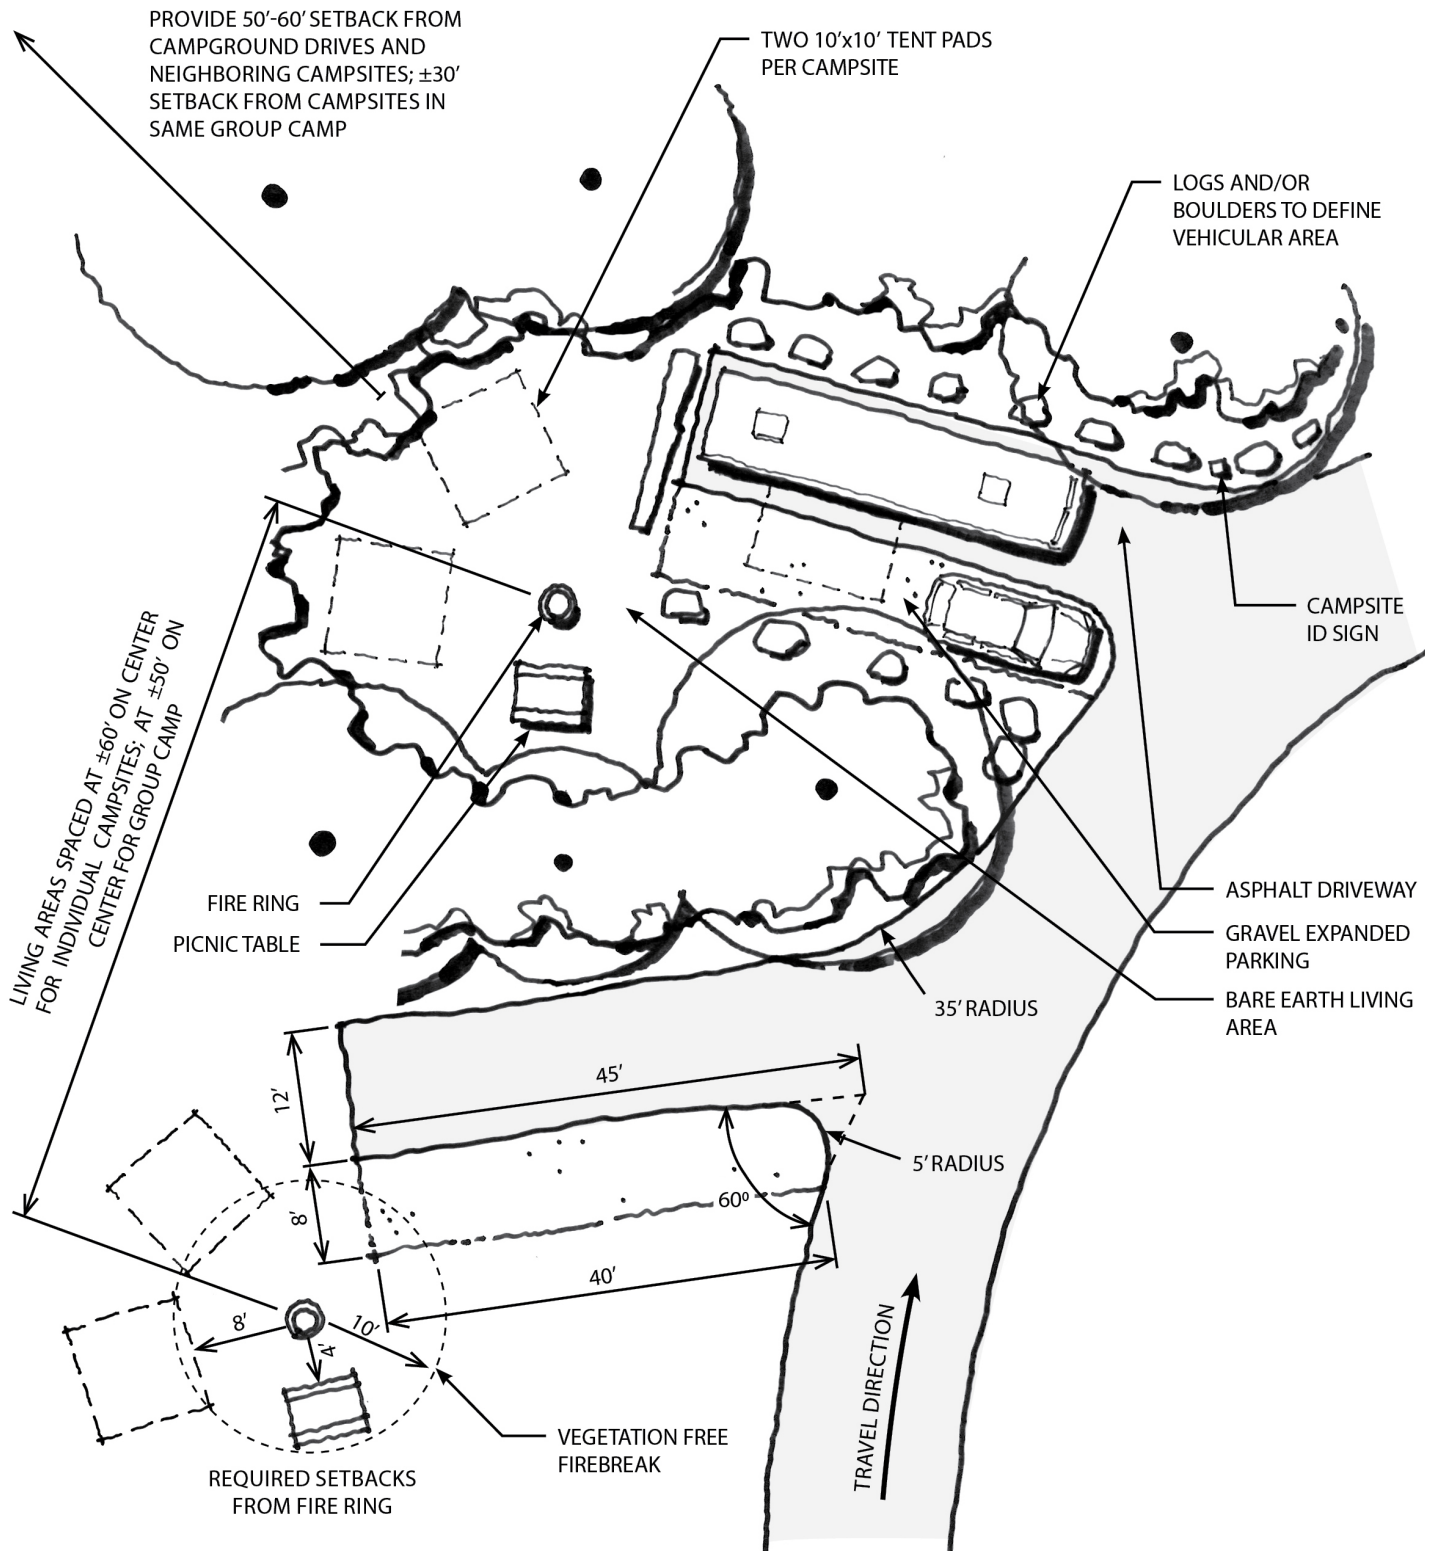 PROVIDE 50'-60' SETBACK FROM
CAMPGROUND DRIVES AND
NEIGHBORING CAMPSITES; ±30'
SETBACK FROM CAMPSITES IN
SAME GROUP CAMP
TWO 10'x10' TENT PADS
PER CAMPSITE
LOGS AND/OR
BOULDERS TO DEFINE
VEHICULAR AREA
CAMPSITE
ID SIGN
LIVING AREAS SPACED AT ±60' ON CENTER
FOR INDIVIDUAL CAMPSITES; AT ±50' ON
CENTER FOR GROUP CAMP
FIRE RING
PICNIC TABLE
ASPHALT DRIVEWAY
GRAVEL EXPANDED
PARKING
BARE EARTH LIVING
AREA
35' RADIUS
45'
12'
5' RADIUS
60º
8'
40'
8'
10'
4'
TRAVEL DIRECTION
VEGETATION FREE
FIREBREAK
REQUIRED SETBACKS
FROM FIRE RING